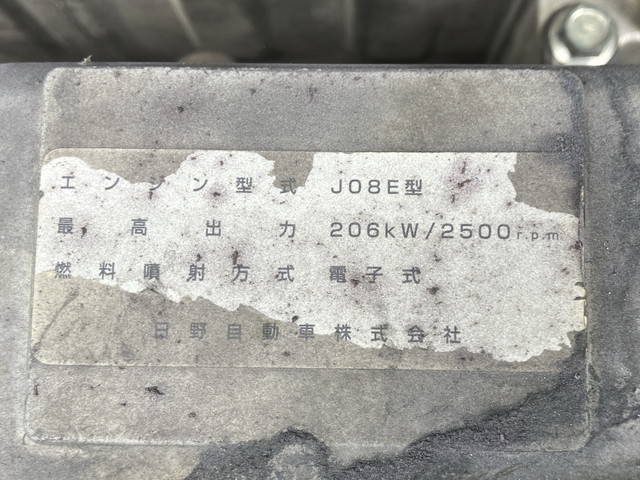 エンジン型式 J08E型
最高出力 206kW/2500r.p.m
燃料噴射方式 電子式
日野自動車株式会社